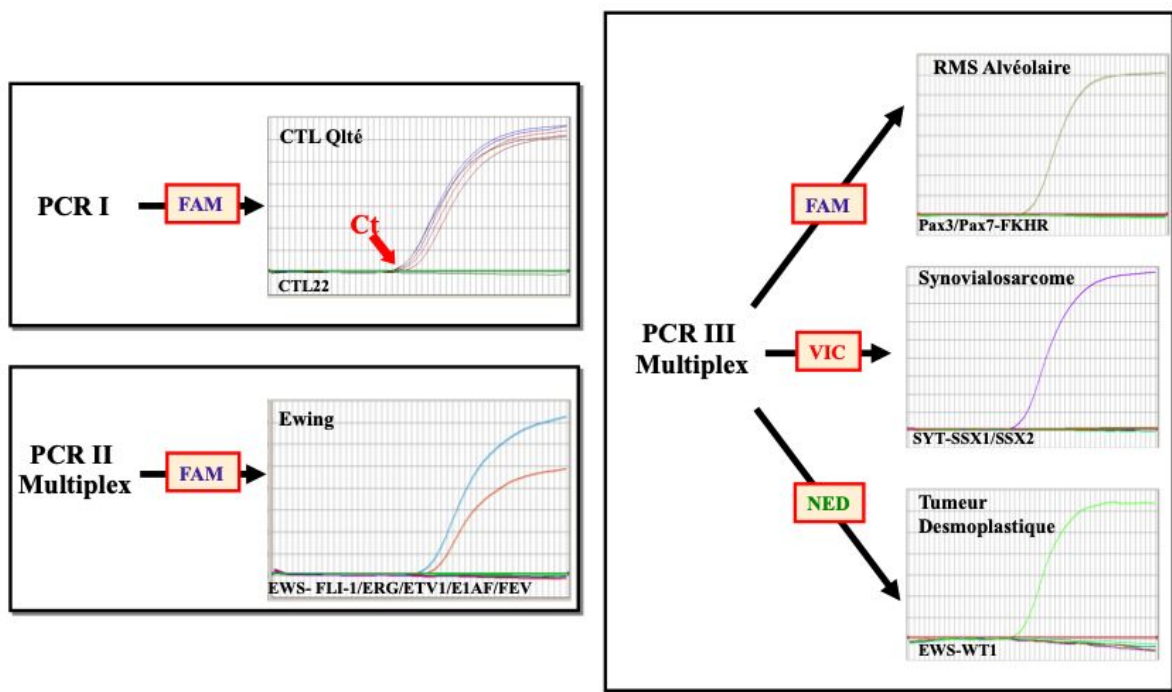 PCR I
FAM
CTL Qlté
Ct
CTL22
PCR II
Multiplex
FAM
Ewing
EWS- FLI-1/ERG/ETV1/E1AF/FEV
PCR III
Multiplex
FAM
RMS Alvéolaire
Pax3/Pax7-FKHR
VIC
Synovialosarcome
SYT-SSX1/SSX2
NED
Tumeur
Desmoplastique
EWS-WT1